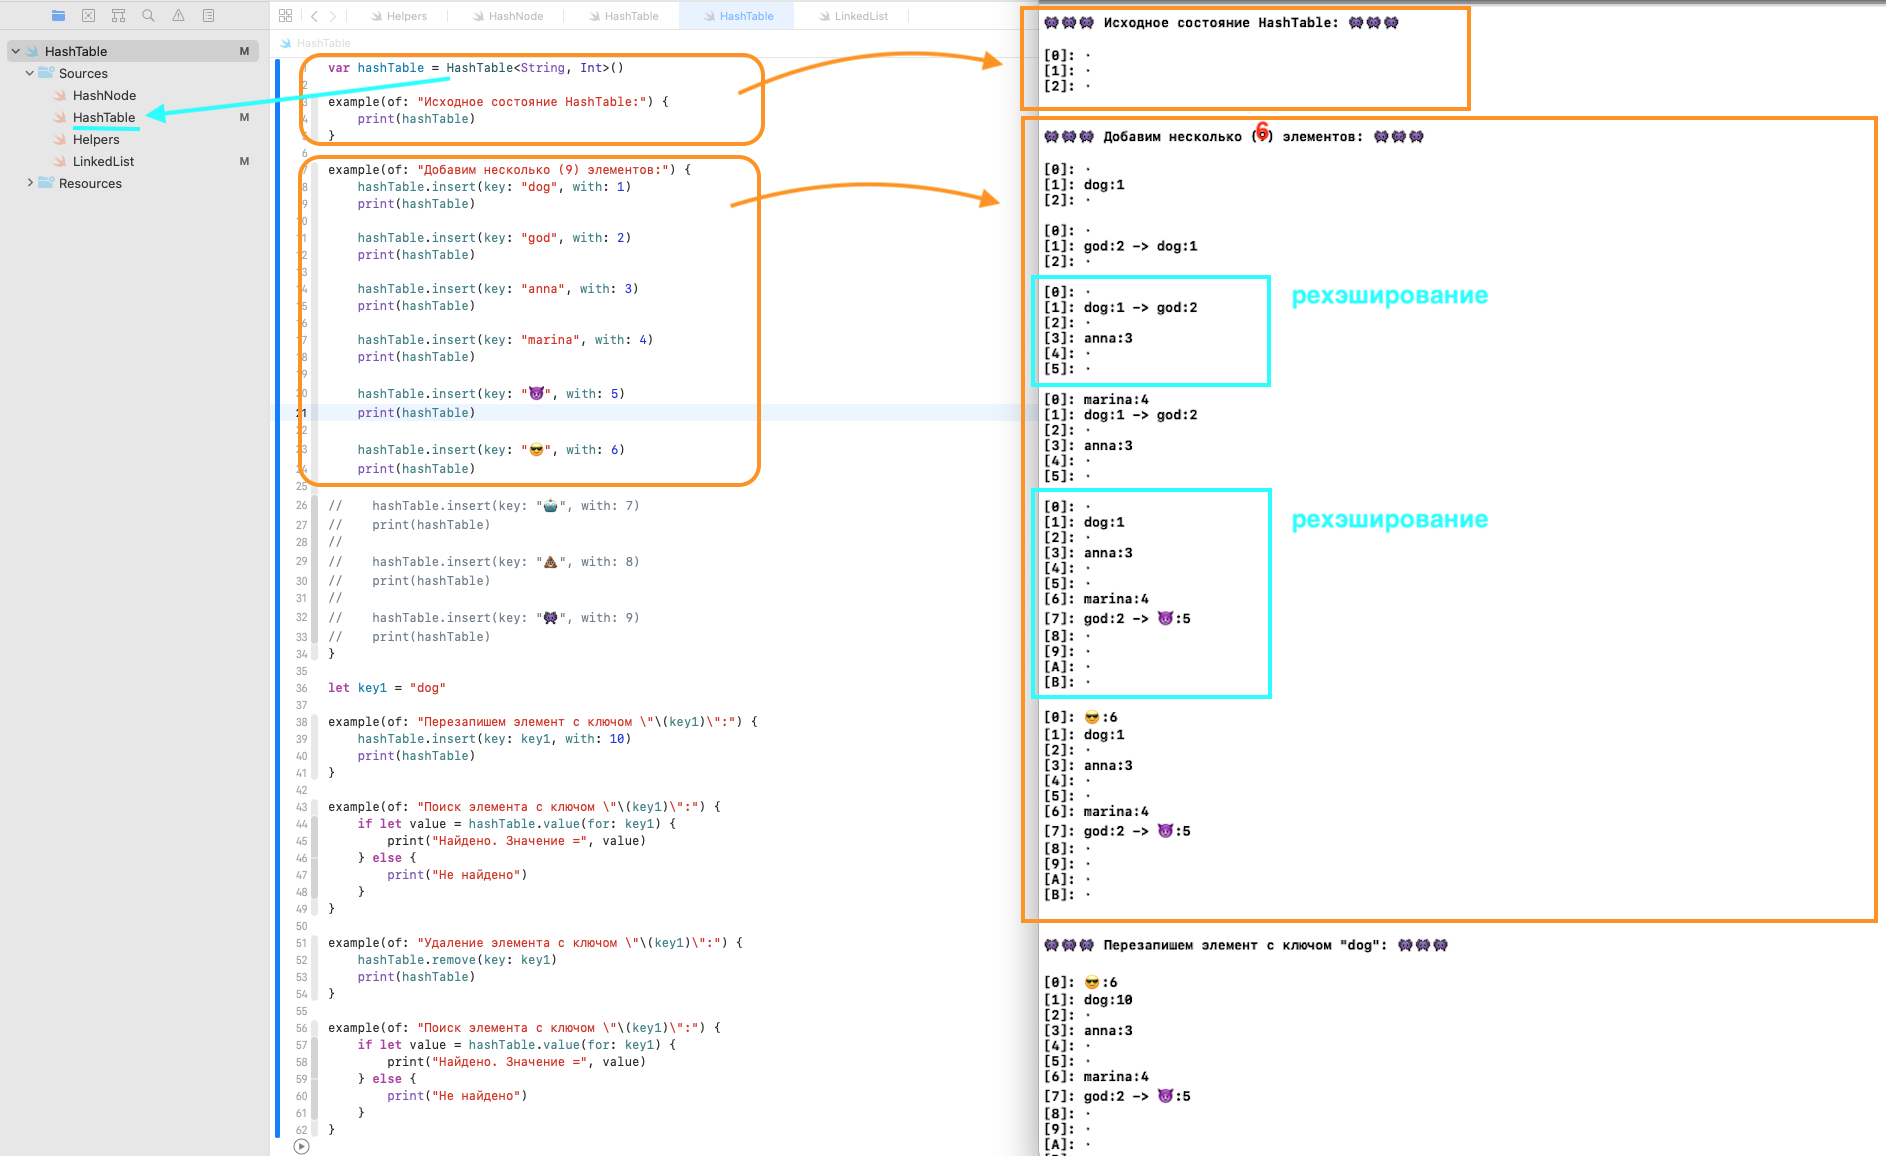 HashTable M
Sources
HashNode
HashTable M
Helpers
LinkedList M
Resources
Helpers HashNode HashTable HashTable LinkedList
HashTable
1 var hashTable = HashTable<String, Int>()
2
3 example(of: "Исходное состояние HashTable:") {
4 print(hashTable)
5 }
6
7 example(of: "Добавим несколько (9) элементов:") {
8 hashTable.insert(key: "dog", with: 1)
9 print(hashTable)
10
11 hashTable.insert(key: "god", with: 2)
12 print(hashTable)
13
14 hashTable.insert(key: "anna", with: 3)
15 print(hashTable)
16
17 hashTable.insert(key: "marina", with: 4)
18 print(hashTable)
19
20 hashTable.insert(key: "😈", with: 5)
21 print(hashTable)
22
23 hashTable.insert(key: "😎", with: 6)
24 print(hashTable)
25
26 // hashTable.insert(key: "🤖", with: 7)
27 // print(hashTable)
28 //
29 // hashTable.insert(key: "💩", with: 8)
30 // print(hashTable)
31 //
32 // hashTable.insert(key: "👾", with: 9)
33 // print(hashTable)
34 }
35
36 let key1 = "dog"
37
38 example(of: "Перезапишем элемент с ключом \"\(key1)\":") {
39 hashTable.insert(key: key1, with: 10)
40 print(hashTable)
41 }
42
43 example(of: "Поиск элемента с ключом \"\(key1)\":") {
44 if let value = hashTable.value(for: key1) {
45 print("Найдено. Значение =", value)
46 } else {
47 print("Не найдено")
48 }
49 }
50
51 example(of: "Удаление элемента с ключом \"\(key1)\":") {
52 hashTable.remove(key: key1)
53 print(hashTable)
54 }
55
56 example(of: "Поиск элемента с ключом \"\(key1)\":") {
57 if let value = hashTable.value(for: key1) {
58 print("Найдено. Значение =", value)
59 } else {
60 print("Не найдено")
61 }
62 }
👾👾👾 Исходное состояние HashTable: 👾👾👾
[0]: ·
[1]: ·
[2]: ·
6
👾👾👾 Добавим несколько (9) элементов: 👾👾👾
[0]: ·
[1]: dog:1
[2]: ·
[0]: ·
[1]: god:2 -> dog:1
[2]: ·
рехэширование
[0]: ·
[1]: dog:1 -> god:2
[2]: ·
[3]: anna:3
[4]: ·
[5]: ·
[0]: marina:4
[1]: dog:1 -> god:2
[2]: ·
[3]: anna:3
[4]: ·
[5]: ·
рехэширование
[0]: ·
[1]: dog:1
[2]: ·
[3]: anna:3
[4]: ·
[5]: ·
[6]: marina:4
[7]: god:2 -> 😈:5
[8]: ·
[9]: ·
[A]: ·
[B]: ·
[0]: 😎:6
[1]: dog:1
[2]: ·
[3]: anna:3
[4]: ·
[5]: ·
[6]: marina:4
[7]: god:2 -> 😈:5
[8]: ·
[9]: ·
[A]: ·
[B]: ·
👾👾👾 Перезапишем элемент с ключом "dog": 👾👾👾
[0]: 😎:6
[1]: dog:10
[2]: ·
[3]: anna:3
[4]: ·
[5]: ·
[6]: marina:4
[7]: god:2 -> 😈:5
[8]: ·
[9]: ·
[A]: ·